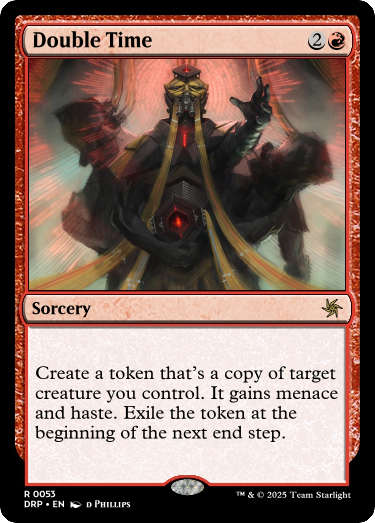 Double Time 2
Sorcery
Create a token that's a copy of target
creature you control. It gains menace
and haste. Exile the token at the
beginning of the next end step.
R 0053
DRP • EN D PHILLIPS
™ & © 2025 Team Starlight